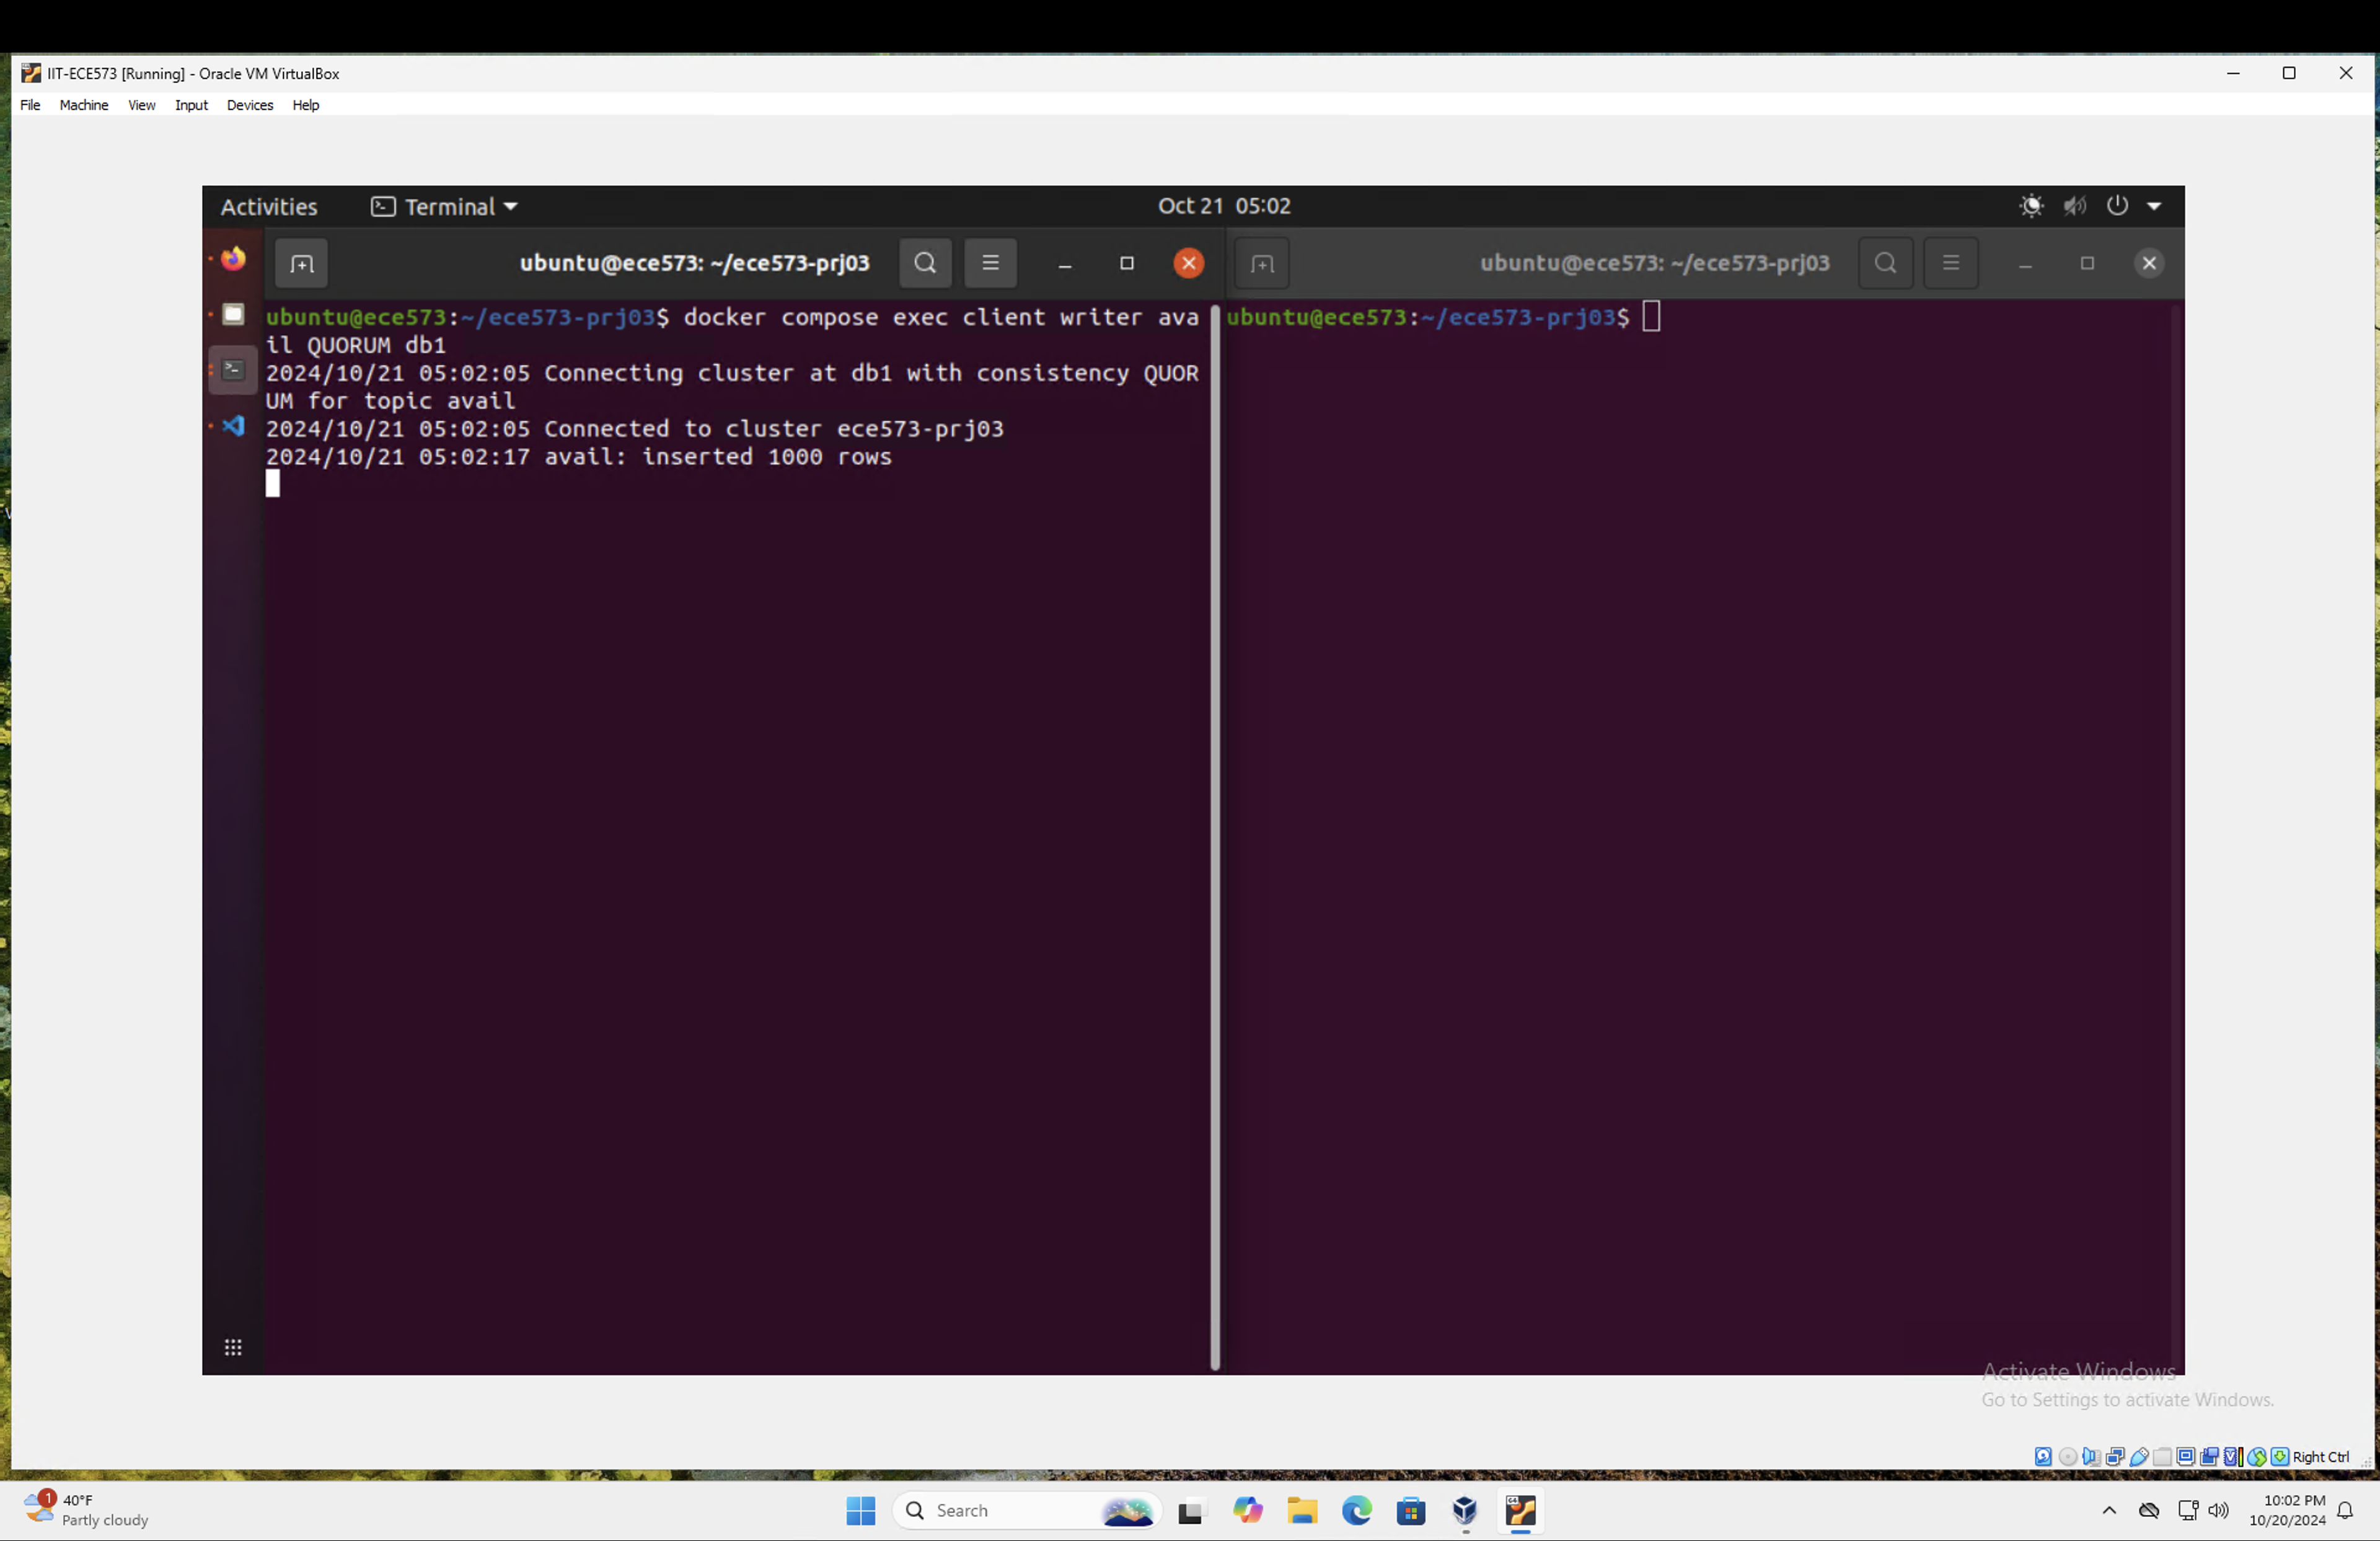 IIT-ECE573 [Running] - Oracle VM VirtualBox
File Machine View Input Devices Help
Activities Terminal Oct 21 05:02
ubuntu@ece573: ~/ece573-prj03
ubuntu@ece573: ~/ece573-prj03
ubuntu@ece573:~/ece573-prj03$ docker compose exec client writer ava
il QUORUM db1
2024/10/21 05:02:05 Connecting cluster at db1 with consistency QUOR
UM for topic avail
2024/10/21 05:02:05 Connected to cluster ece573-prj03
2024/10/21 05:02:17 avail: inserted 1000 rows
ubuntu@ece573:~/ece573-prj03$
Activate Windows
Go to Settings to activate Windows.
Right Ctrl
1
40°F
Partly cloudy
Search
10:02 PM
10/20/2024